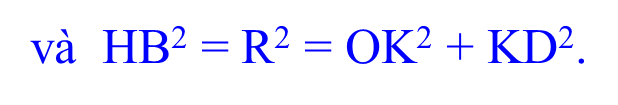 và HB² = R² = OK² + KD².